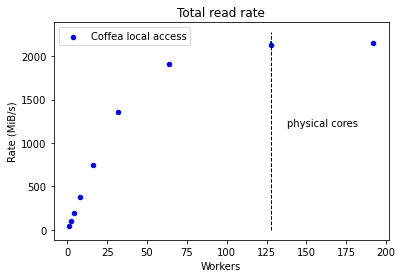 Total read rate
Coffea local access
Rate (MiB/s)
2000
1500
1000
500
0
physical cores
0 25 50 75 100 125 150 175 200
Workers